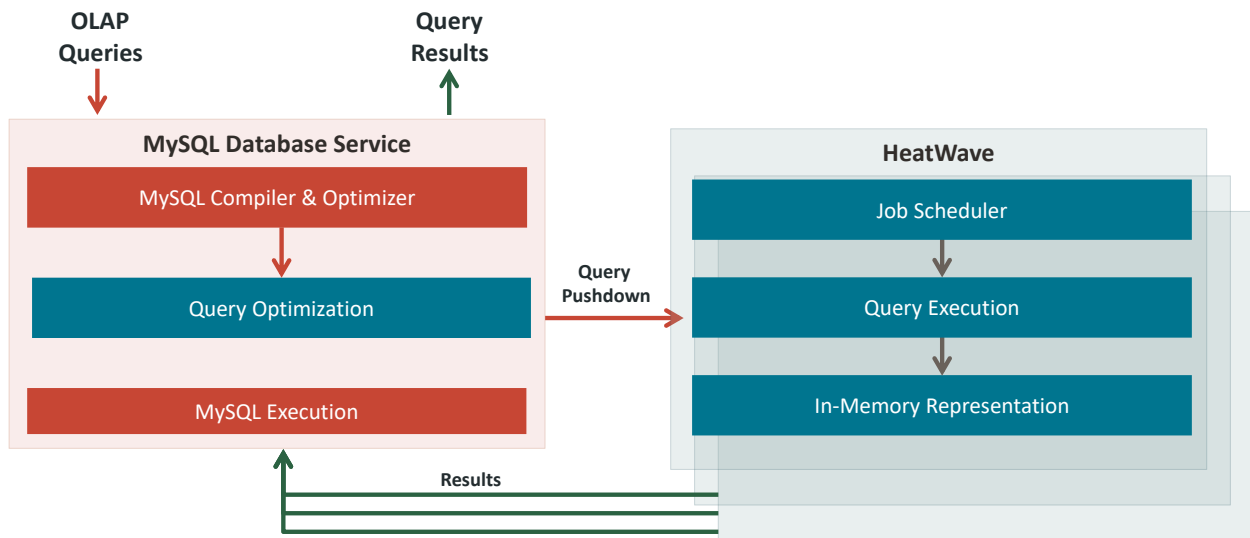 OLAP
Queries
Query
Results
MySQL Database Service
MySQL Compiler & Optimizer
Query Optimization
MySQL Execution
Query
Pushdown
HeatWave
Job Scheduler
Query Execution
In-Memory Representation
Results